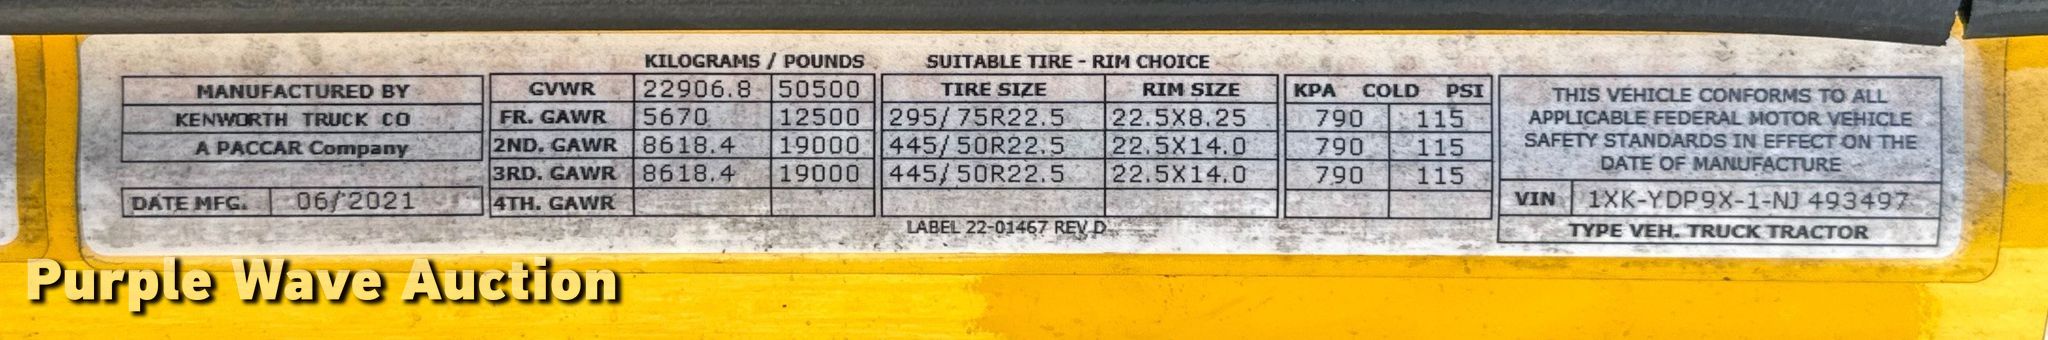 KILOGRAMS / POUNDS SUITABLE TIRE - RIM CHOICE
MANUFACTURED BY GVWR 22906.8 50500 TIRE SIZE RIM SIZE KPA COLD PSI
KENWORTH TRUCK CO FR. GAWR 5670 12500 295/75R22.5 22.5X8.25 790 115
A PACCAR Company 2ND. GAWR 8618.4 19000 445/50R22.5 22.5X14.0 790 115
3RD. GAWR 8618.4 19000 445/50R22.5 22.5X14.0 790 115
DATE MFG. 06/2021 4TH. GAWR
LABEL 22-01467 REV D
THIS VEHICLE CONFORMS TO ALL
APPLICABLE FEDERAL MOTOR VEHICLE
SAFETY STANDARDS IN EFFECT ON THE
DATE OF MANUFACTURE
VIN 1XK-YDP9X-1-NJ 493497
TYPE VEH. TRUCK TRACTOR
Purple Wave Auction